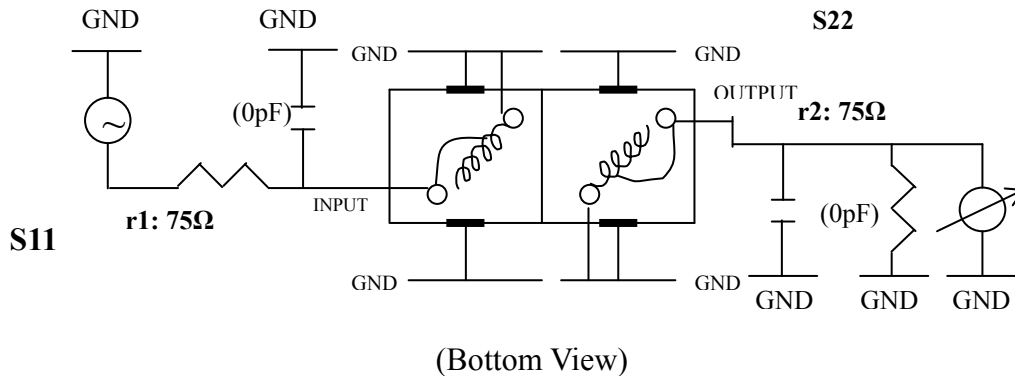 GND
GND
S22
GND
GND
(0pF)
OUTPUT
r2: 75Ω
~
INPUT
r1: 75Ω
(0pF)
S11
GND
GND
GND
GND
GND
(Bottom View)